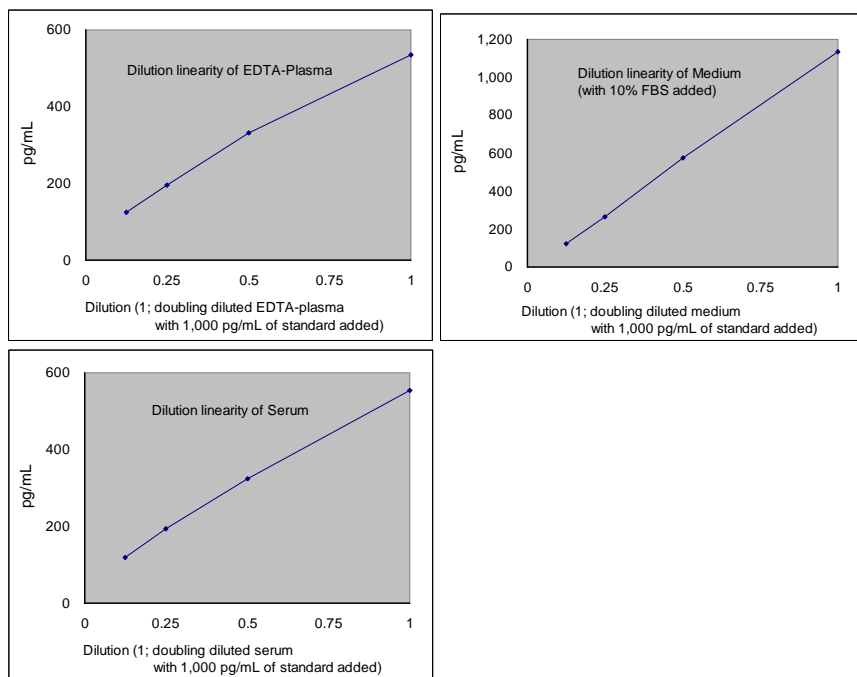 600
400
200
0
pg/mL
Dilution linearity of EDTA-Plasma
0 0.25 0.5 0.75 1
Dilution (1; doubling diluted EDTA-plasma
with 1,000 pg/mL of standard added)
1,200
1,000
800
600
400
200
0
pg/mL
Dilution linearity of Medium
(with 10% FBS added)
0 0.25 0.5 0.75 1
Dilution (1; doubling diluted medium
with 1,000 pg/mL of standard added)
600
400
200
0
pg/mL
Dilution linearity of Serum
0 0.25 0.5 0.75 1
Dilution (1; doubling diluted serum
with 1,000 pg/mL of standard added)